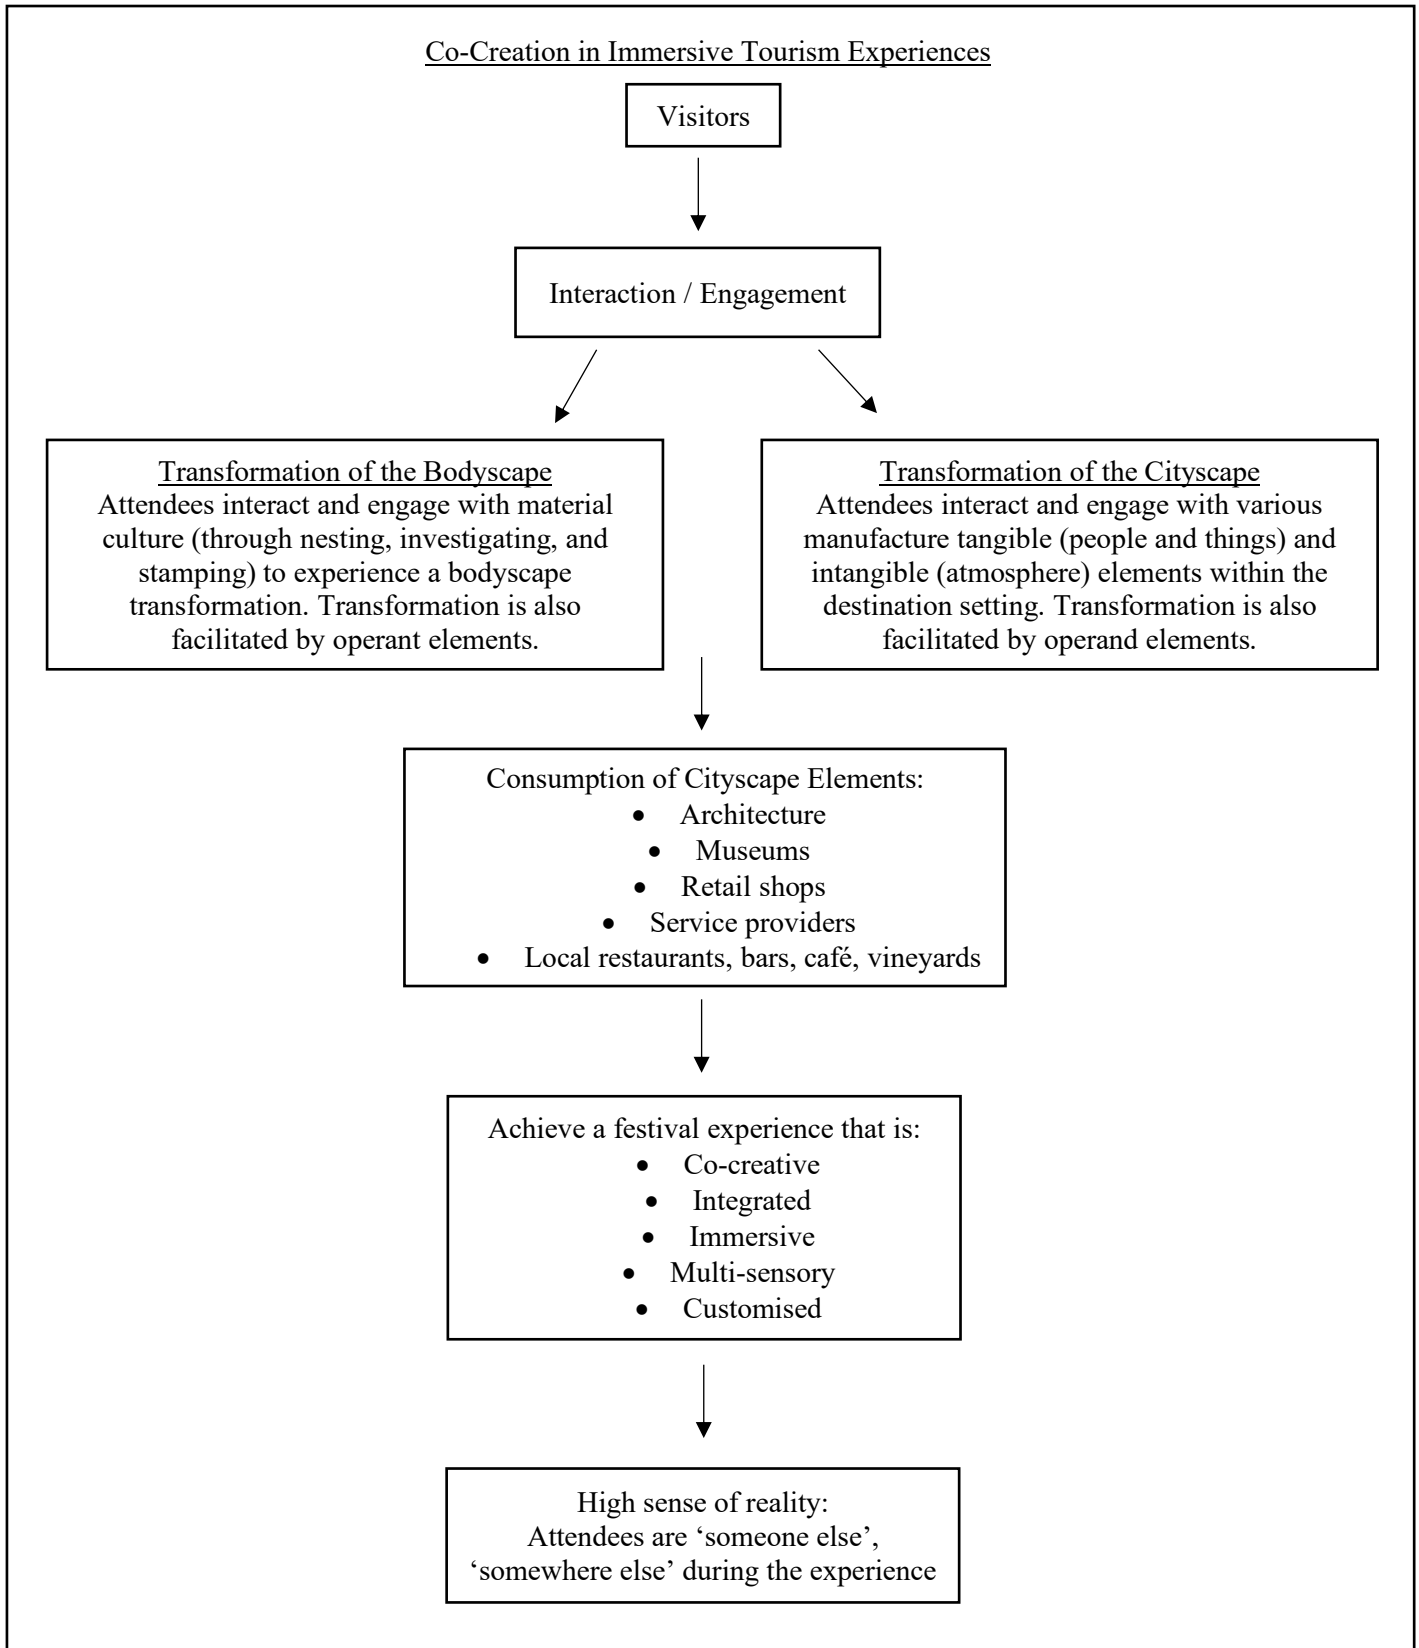 Co-Creation in Immersive Tourism Experiences
Visitors
Interaction / Engagement
Transformation of the Bodyscape
Attendees interact and engage with material
culture (through nesting, investigating, and
stamping) to experience a bodyscape
transformation. Transformation is also
facilitated by operant elements.
Transformation of the Cityscape
Attendees interact and engage with various
manufacture tangible (people and things) and
intangible (atmosphere) elements within the
destination setting. Transformation is also
facilitated by operand elements.
Consumption of Cityscape Elements:
• Architecture
• Museums
• Retail shops
• Service providers
• Local restaurants, bars, café, vineyards
Achieve a festival experience that is:
• Co-creative
• Integrated
• Immersive
• Multi-sensory
• Customised
High sense of reality:
Attendees are ‘someone else’,
‘somewhere else’ during the experience